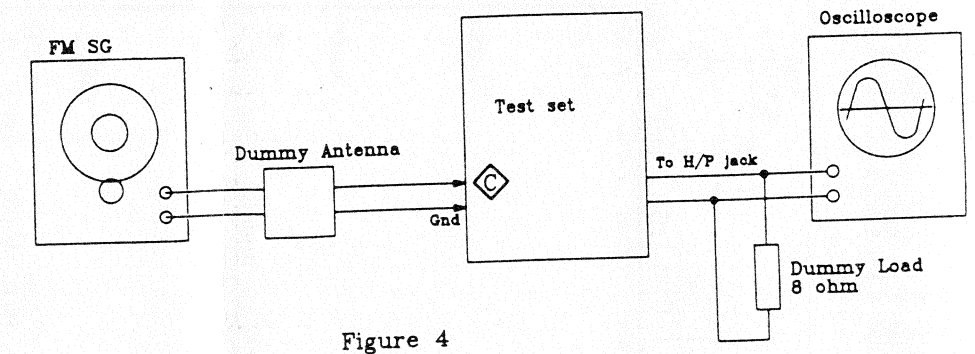 Oscilloscope
FM SG
Test set
Dummy Antenna
To H/P jack
C
Gnd
Dummy Load
8 ohm
Figure 4